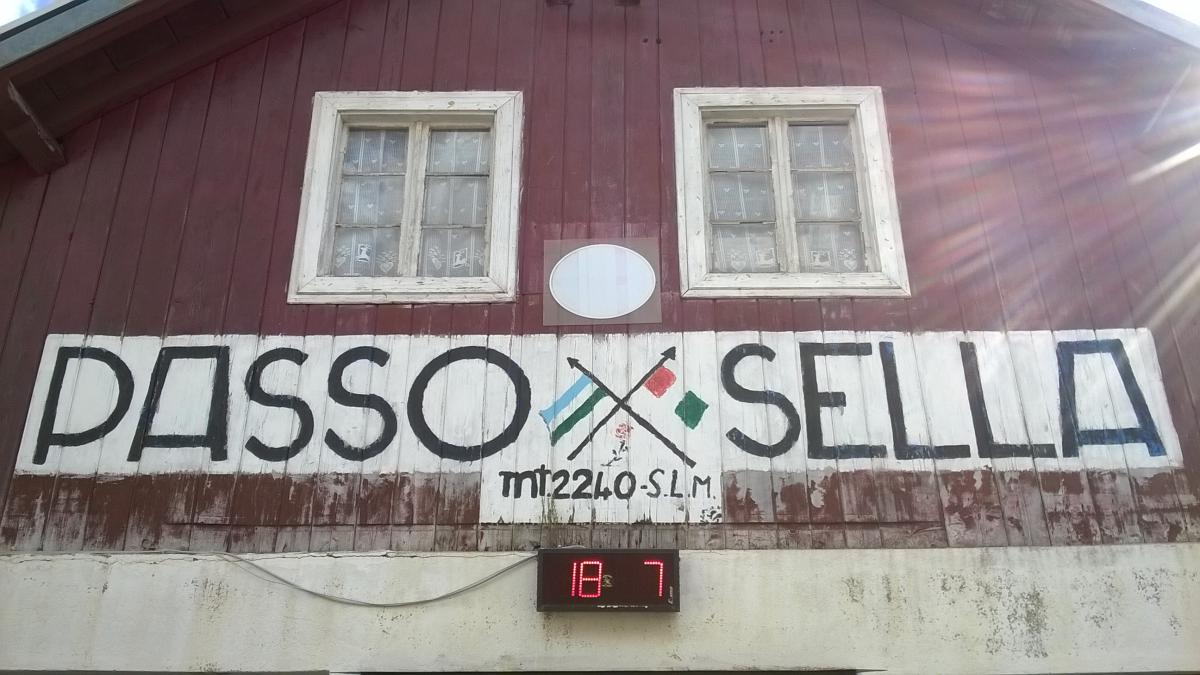 PASSO SELLA
mt.2240-S.L.M.
18 7